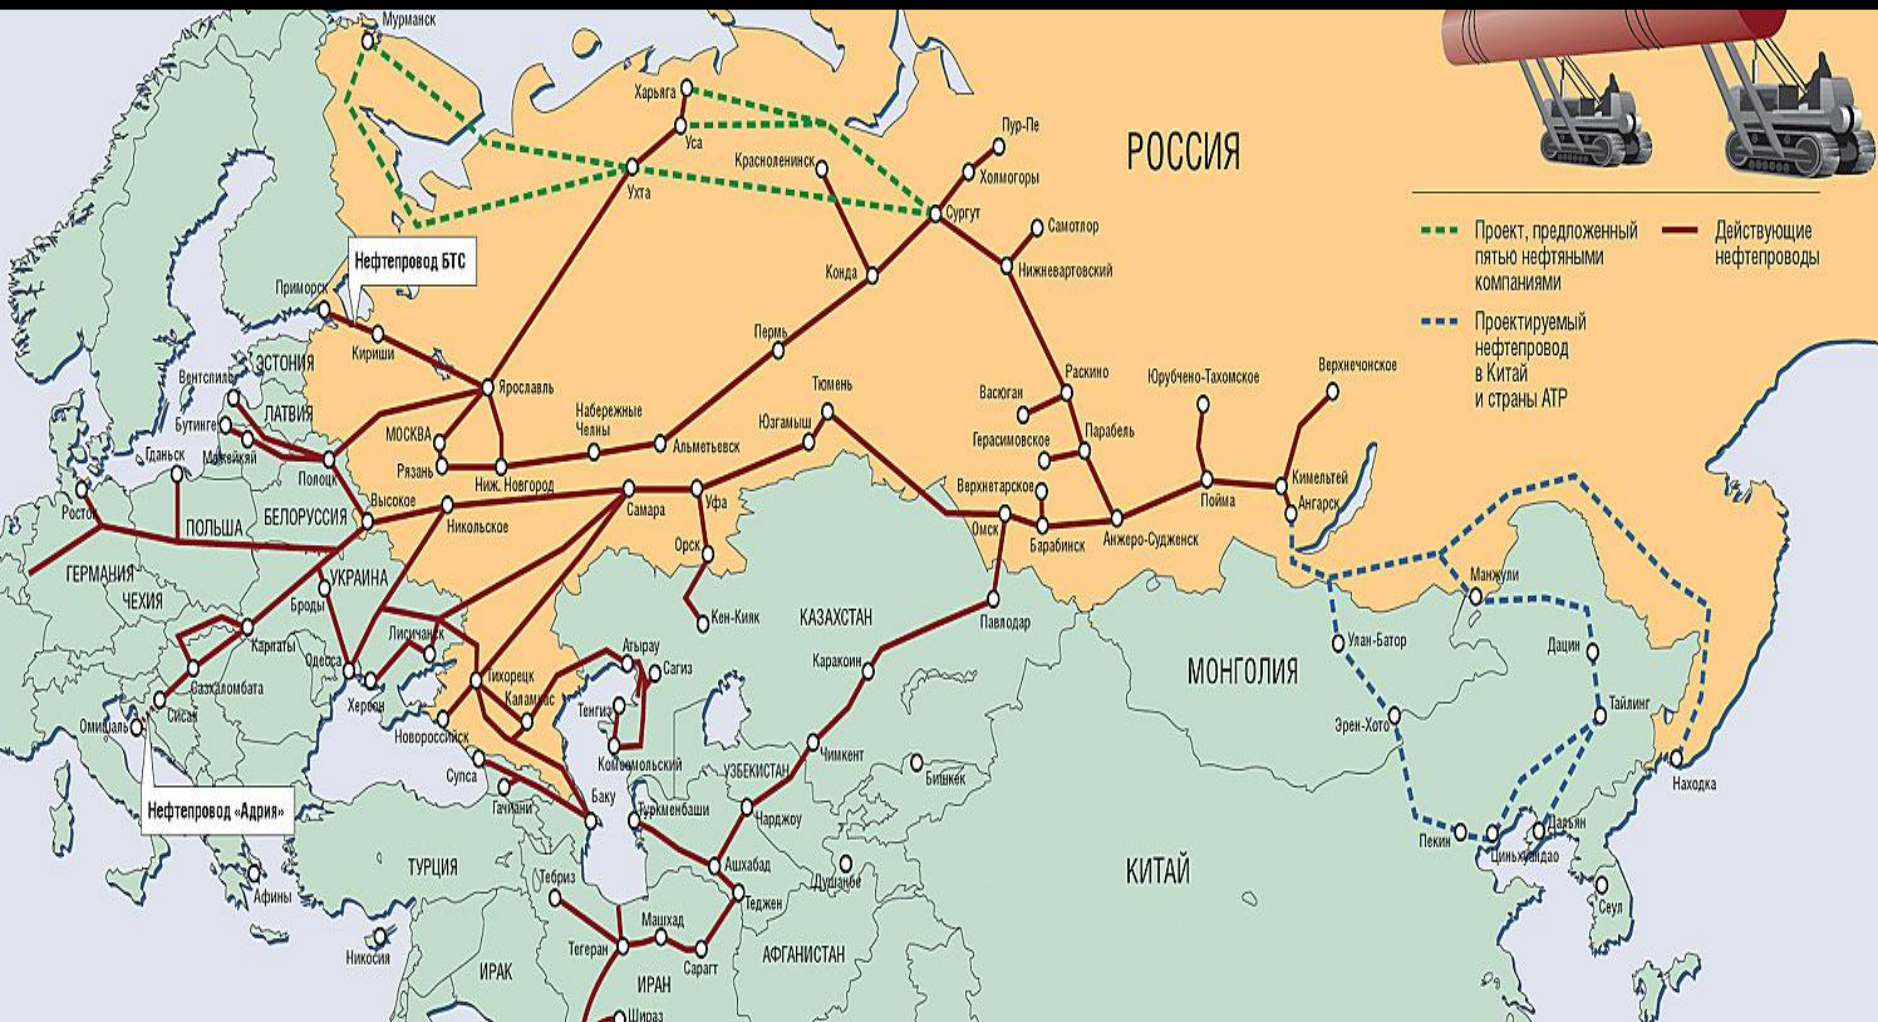 Мурманск
Харьяга
Уса
Пур-Пе
Красноленинск
Холмогоры
РОССИЯ
Ухта
Сургут
Самотлор
Проект, предложенный
пятью нефтяными
компаниями
Действующие
нефтепроводы
Нефтепровод БТС
Конда
Нижневартовский
Приморск
Проектируемый
нефтепровод
в Китай
и страны АТР
Кириши
Пермь
ЭСТОНИЯ
Вентспилс
Ярославль
Тюмень
Раскино
Юрубчено-Тахомское
Верхнечонское
Васюган
ЛАТВИЯ
Набережные
Челны
Юзгамыш
Бутинге
МОСКВА
Альметьевск
Герасимовское
Парабель
Гданьск
Мажейкяй
Рязань
Полоцк
Ниж. Новгород
Верхнетарское
Кимельтей
Пойма
Ангарск
Росток
ПОЛЬША
БЕЛОРУССИЯ
Высокое
Никольское
Самара
Уфа
Омск
Барабинск
Анжеро-Судженск
Орск
ГЕРМАНИЯ
УКРАИНА
Манжули
ЧЕХИЯ
Броды
Кен-Кияк
КАЗАХСТАН
Павлодар
Лисичанск
Улан-Батор
Дацин
Карпаты
Атырау
Одесса
Сагиз
Каракоин
МОНГОЛИЯ
Тихорецк
Сазхаломбата
Каламкас
Херсон
Тенгиз
Тайлинг
Сисак
Омишаль
Новороссийск
Эрен-Хото
Чимкент
Комсомольский
УЗБЕКИСТАН
Бишкек
Супса
Находка
Гачиани
Баку
Туркменбаши
Чарджоу
Нефтепровод «Адрия»
Дальян
Пекин
Циньхуандао
ТУРЦИЯ
Ашхабад
КИТАЙ
Тебриз
Душанбе
Афины
Теджен
Сеул
Машхад
Тегеран
Никосия
Сарагт
АФГАНИСТАН
ИРАК
ИРАН
Шираз